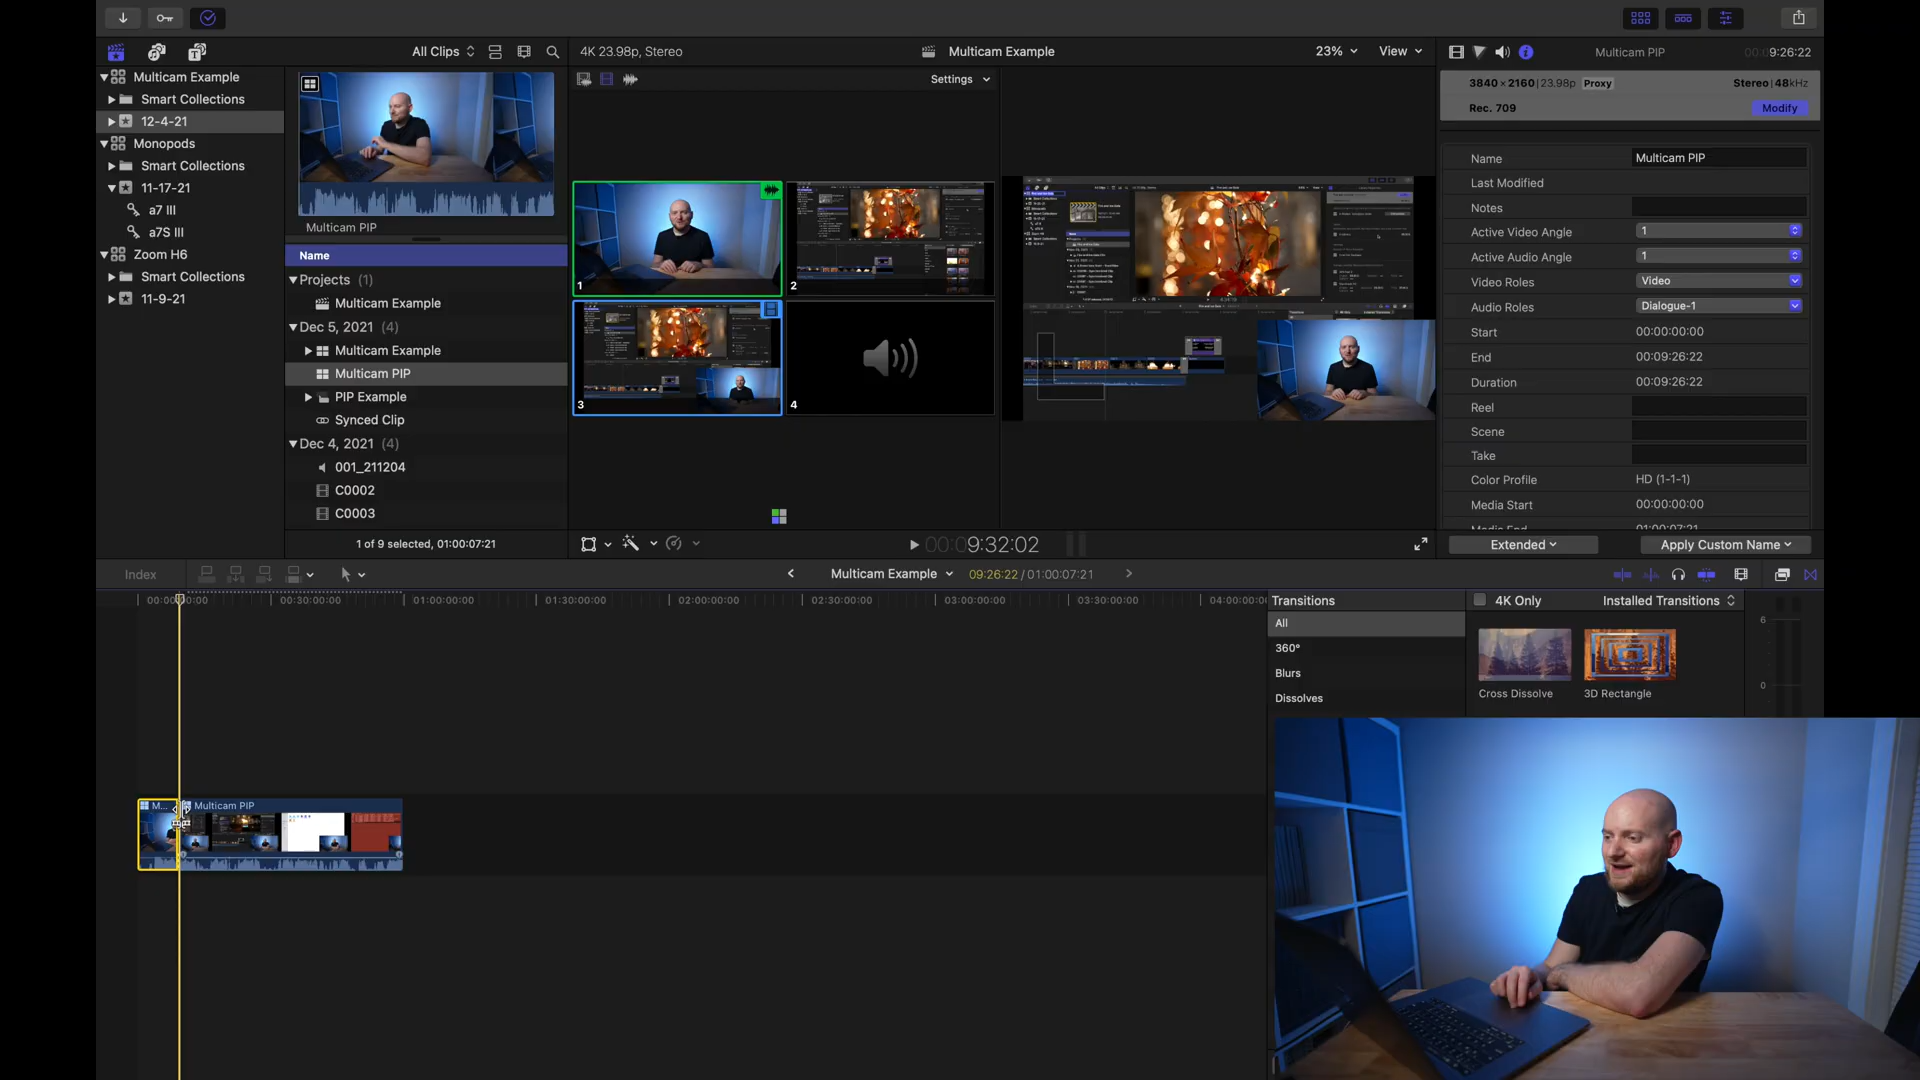 All Clips
4K 23.98p, Stereo
Multicam Example
23%
View
Multicam PIP
9:26:22
Multicam Example
Smart Collections
12-4-21
Monopods
Smart Collections
11-17-21
a7 III
a7S III
Zoom H6
Smart Collections
11-9-21
Multicam PIP
Name
Projects (1)
Multicam Example
Dec 5, 2021 (4)
Multicam Example
Multicam PIP
PIP Example
Synced Clip
Dec 4, 2021 (4)
001_211204
C0002
C0003
1 of 9 selected, 01:00:07:21
Settings
1
2
3
4
3840 × 2160 | 23.98p Proxy
Stereo | 48kHz
Rec. 709
Modify
Name Multicam PIP
Last Modified
Notes
Active Video Angle 1
Active Audio Angle 1
Video Roles Video
Audio Roles Dialogue-1
Start 00:00:00:00
End 00:09:26:22
Duration 00:09:26:22
Reel
Scene
Take
Color Profile HD (1-1-1)
Media Start 00:00:00:00
Media End 01:00:07:21
Extended
Apply Custom Name
00:00:9:32:02
Index
Multicam Example
09:26:22 / 01:00:07:21
00:30:00:00
01:00:00:00
01:30:00:00
02:00:00:00
02:30:00:00
03:00:00:00
03:30:00:00
M...
Multicam PIP
Transitions
4K Only
Installed Transitions
All
360°
Blurs
Dissolves
Cross Dissolve
3D Rectangle
6
0